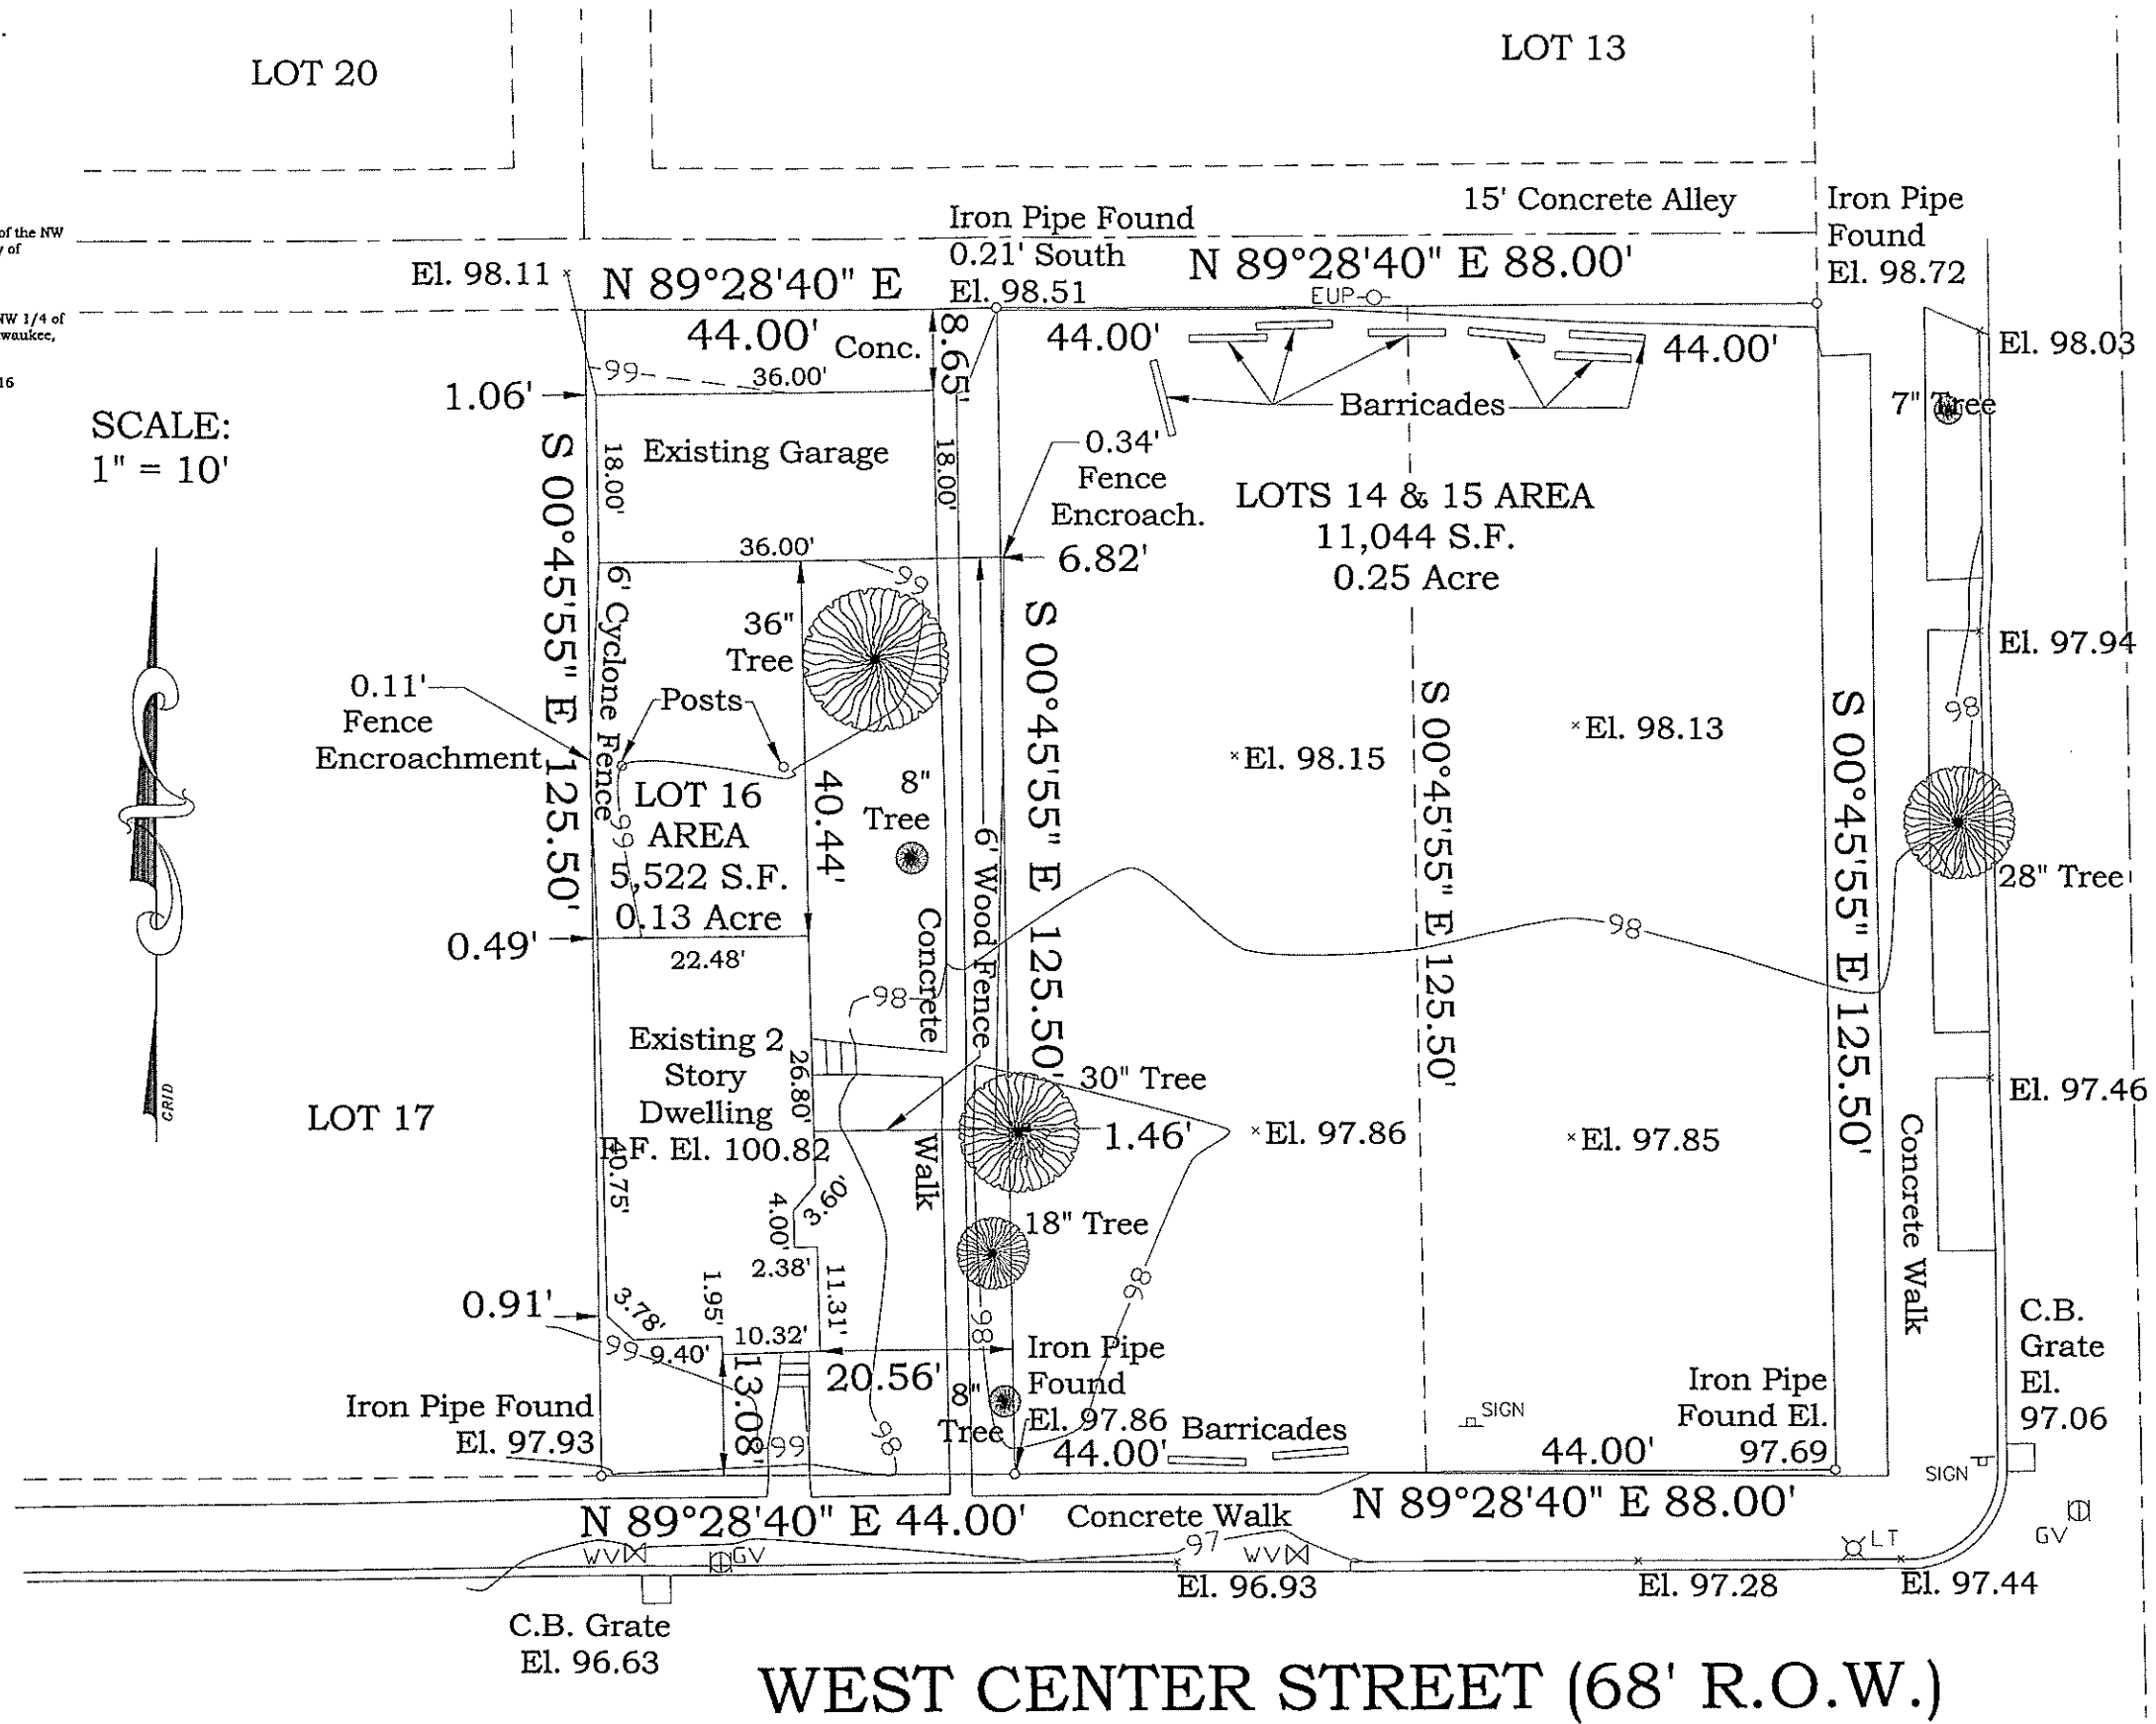 LOT 20
LOT 13
of the NW
y of
NW 1/4 of
waukee,
16
SCALE:
1" = 10'
15' Concrete Alley
Iron Pipe
Found
El. 98.72
Iron Pipe Found
0.21' South
El. 98.51
El. 98.11
N 89°28'40" E
44.00'
N 89°28'40" E 88.00'
EUP
Conc.
8.65'
44.00'
44.00'
El. 98.03
99
36.00'
1.06'
Barricades
7" Tree
18.00'
Existing Garage
18.00'
0.34'
Fence
Encroach.
6.82'
S 00°45'55" E 125.50'
LOTS 14 & 15 AREA
11,044 S.F.
0.25 Acre
36.00'
99
6' Cyclone Fence
36"
Tree
El. 97.94
98
0.11'
Fence
Encroachment
Posts
S 00°45'55" E 125.50'
S 00°45'55" E 125.50'
S 00°45'55" E 125.50'
El. 98.15
El. 98.13
LOT 16
AREA
5,522 S.F.
0.13 Acre
99
40.44'
8"
Tree
6' Wood Fence
28" Tree
98
0.49'
22.48'
Concrete
98
GRID
LOT 17
Existing 2
Story
Dwelling
F.F. El. 100.82
26.80'
40.75'
30" Tree
1.46'
El. 97.86
El. 97.85
El. 97.46
Walk
Concrete Walk
4.00'
3.60'
18" Tree
2.38'
11.31'
1.95'
98
98
0.91'
3.78'
10.32'
9.40'
99
13.08'
20.56'
Iron Pipe
Found
El. 97.86
8"
Tree
C.B.
Grate
El.
97.06
Iron Pipe
Found El.
97.69
Iron Pipe Found
El. 97.93
99
98
Barricades
44.00'
SIGN
44.00'
SIGN
N 89°28'40" E 44.00'
Concrete Walk
N 89°28'40" E 88.00'
GV
WV
GV
97
WV
LT
El. 96.93
El. 97.28
El. 97.44
C.B. Grate
El. 96.63
WEST CENTER STREET (68' R.O.W.)